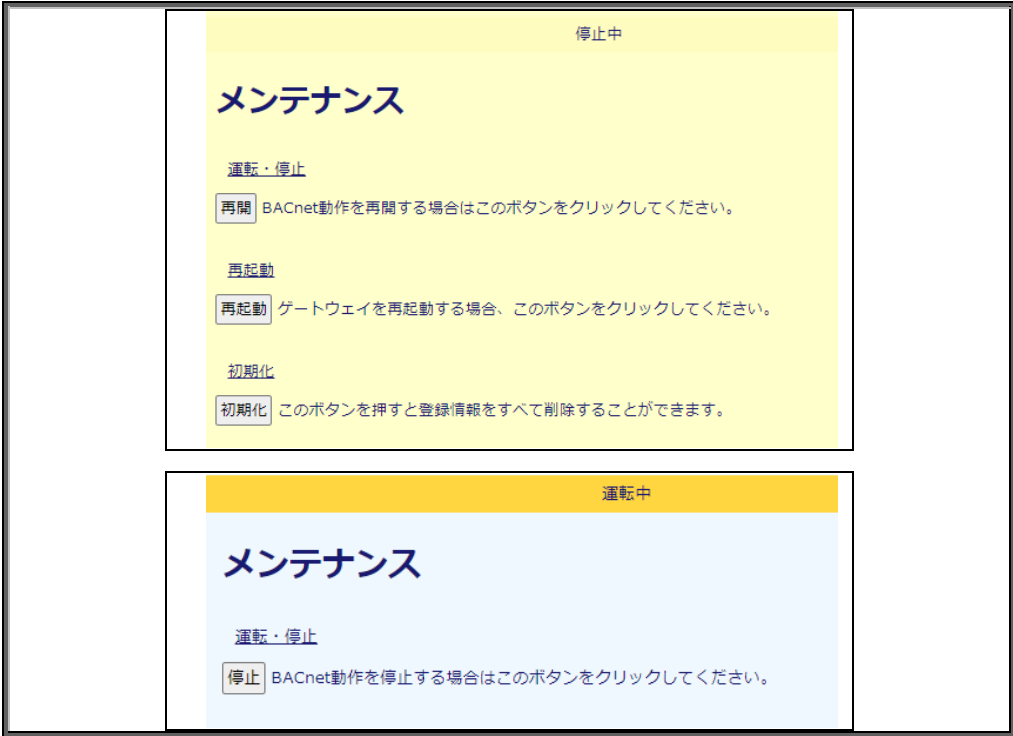 停止中
メンテナンス
運転・停止
再開 BACnet動作を再開する場合はこのボタンをクリックしてください。
再起動
再起動 ゲートウェイを再起動する場合、このボタンをクリックしてください。
初期化
初期化 このボタンを押すと登録情報をすべて削除することができます。
運転中
メンテナンス
運転・停止
停止 BACnet動作を停止する場合はこのボタンをクリックしてください。